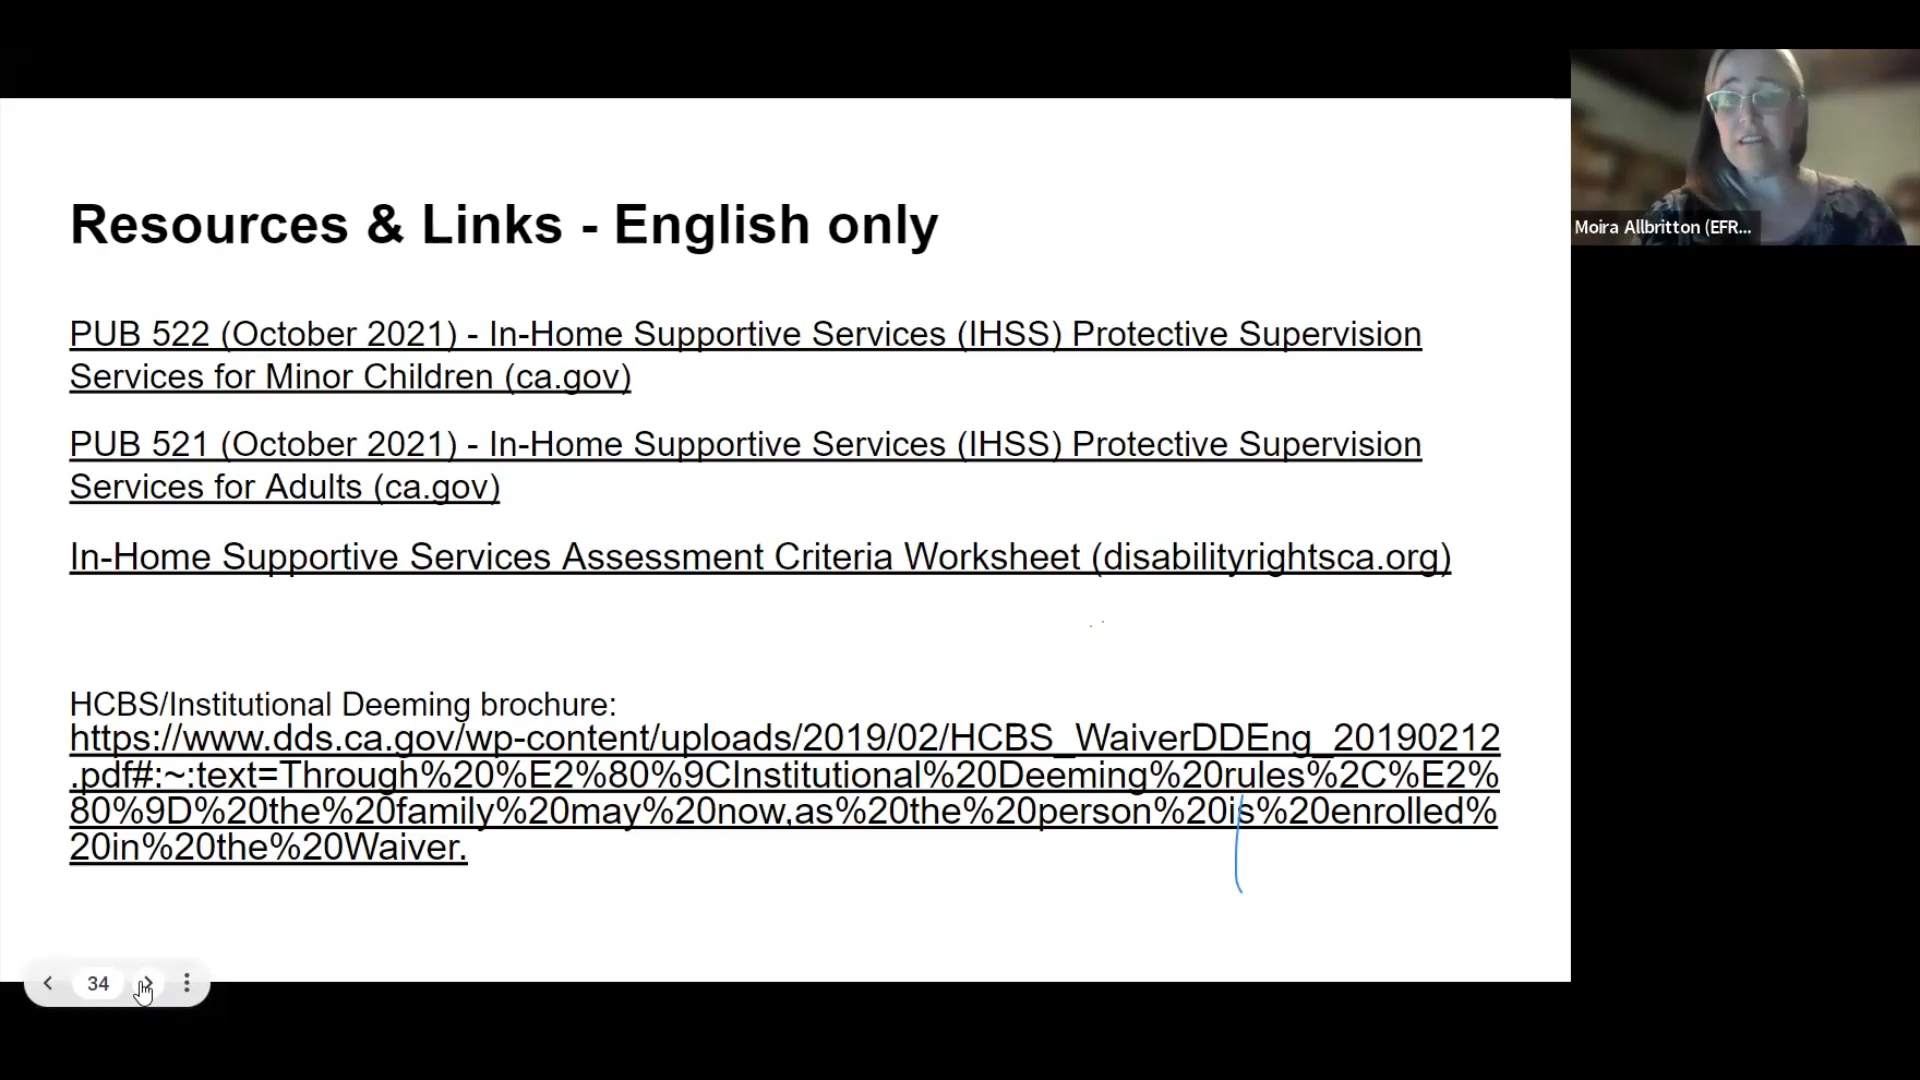 Resources & Links - English only
PUB 522 (October 2021) - In-Home Supportive Services (IHSS) Protective Supervision
Services for Minor Children (ca.gov)
PUB 521 (October 2021) - In-Home Supportive Services (IHSS) Protective Supervision
Services for Adults (ca.gov)
In-Home Supportive Services Assessment Criteria Worksheet (disabilityrightsca.org)
HCBS/Institutional Deeming brochure:
https://www.dds.ca.gov/wp-content/uploads/2019/02/HCBS_WaiverDDEng_20190212
.pdf#:~:text=Through%20%E2%80%9CInstitutional%20Deeming%20rules%2C%E2%
80%9D%20the%20family%20may%20now,as%20the%20person%20is%20enrolled%
20in%20the%20Waiver.
34
Moira Allbritton (EFR...